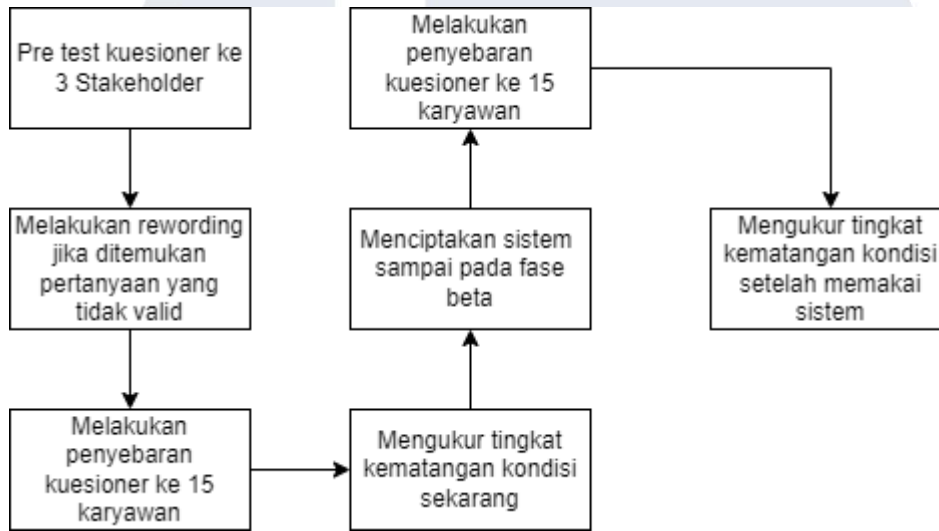 Pre test kuesioner ke
3 Stakeholder
Melakukan rewording
jika ditemukan
pertanyaan yang
tidak valid
Melakukan
penyebaran
kuesioner ke 15
karyawan
Mengukur tingkat
kematangan kondisi
sekarang
Menciptakan sistem
sampai pada fase
beta
Melakukan
penyebaran
kuesioner ke 15
karyawan
Mengukur tingkat
kematangan kondisi
setelah memakai
sistem